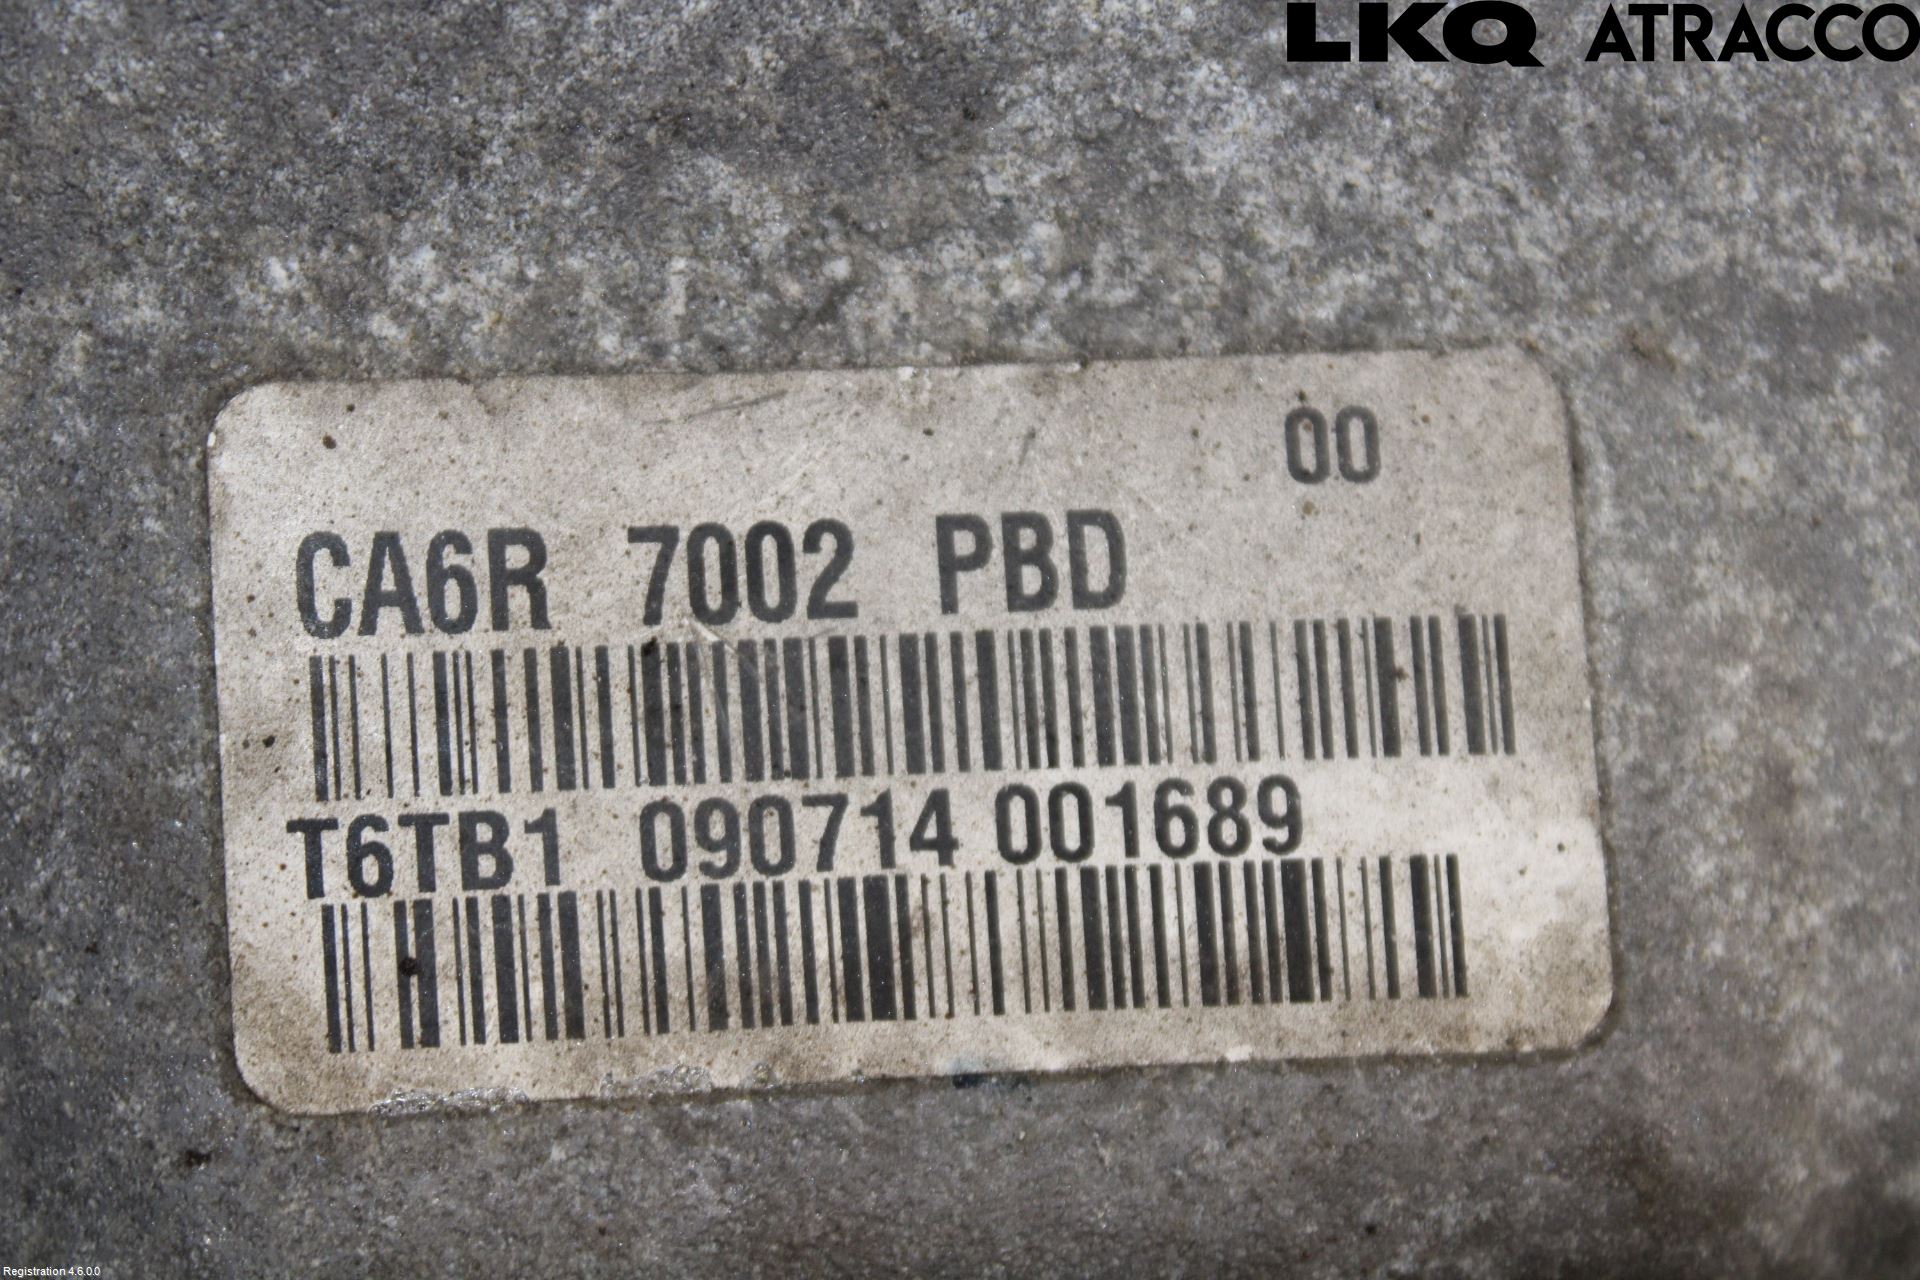 LKQ ATRACCO
00
CA6R 7002 PBD
T6TB1 090714 001689
Registration 4.6.0.0